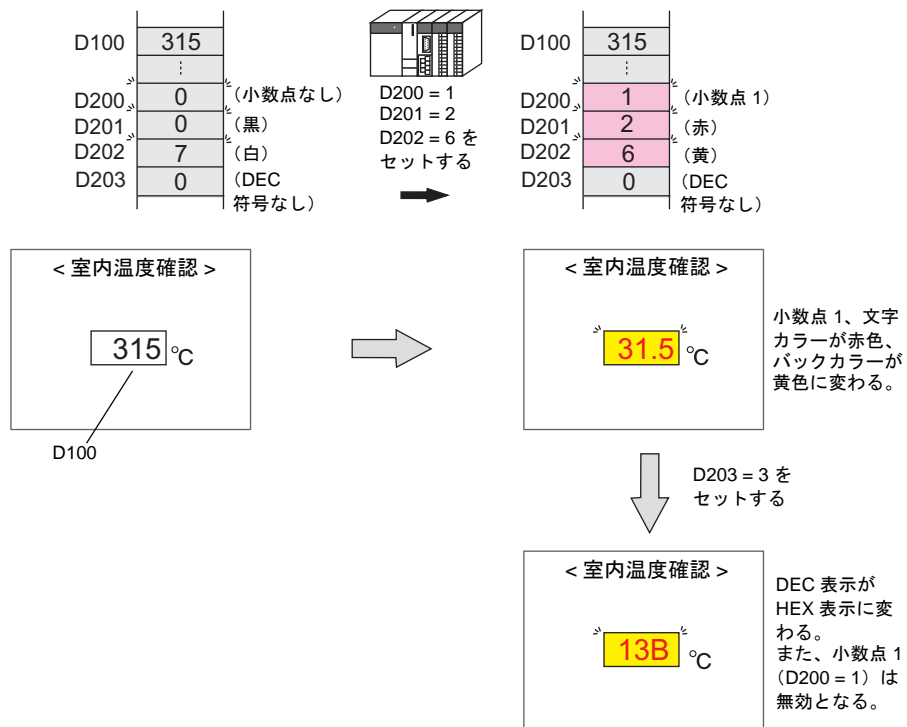 D100 315
⋮
D200 0 （小数点なし）
D201 0 （黒）
D202 7 （白）
D203 0 （DEC
符号なし）
D200 = 1
D201 = 2
D202 = 6 を
セットする
D100 315
⋮
D200 1 （小数点 1）
D201 2 （赤）
D202 6 （黄）
D203 0 （DEC
符号なし）
< 室内温度確認 >
315 ℃
D100
< 室内温度確認 >
31.5 ℃
小数点 1、文字
カラーが赤色、
バックカラーが
黄色に変わる。
D203 = 3 を
セットする
< 室内温度確認 >
13B ℃
DEC 表示が
HEX 表示に変
わる。
また、小数点 1
（D200 = 1）は
無効となる。